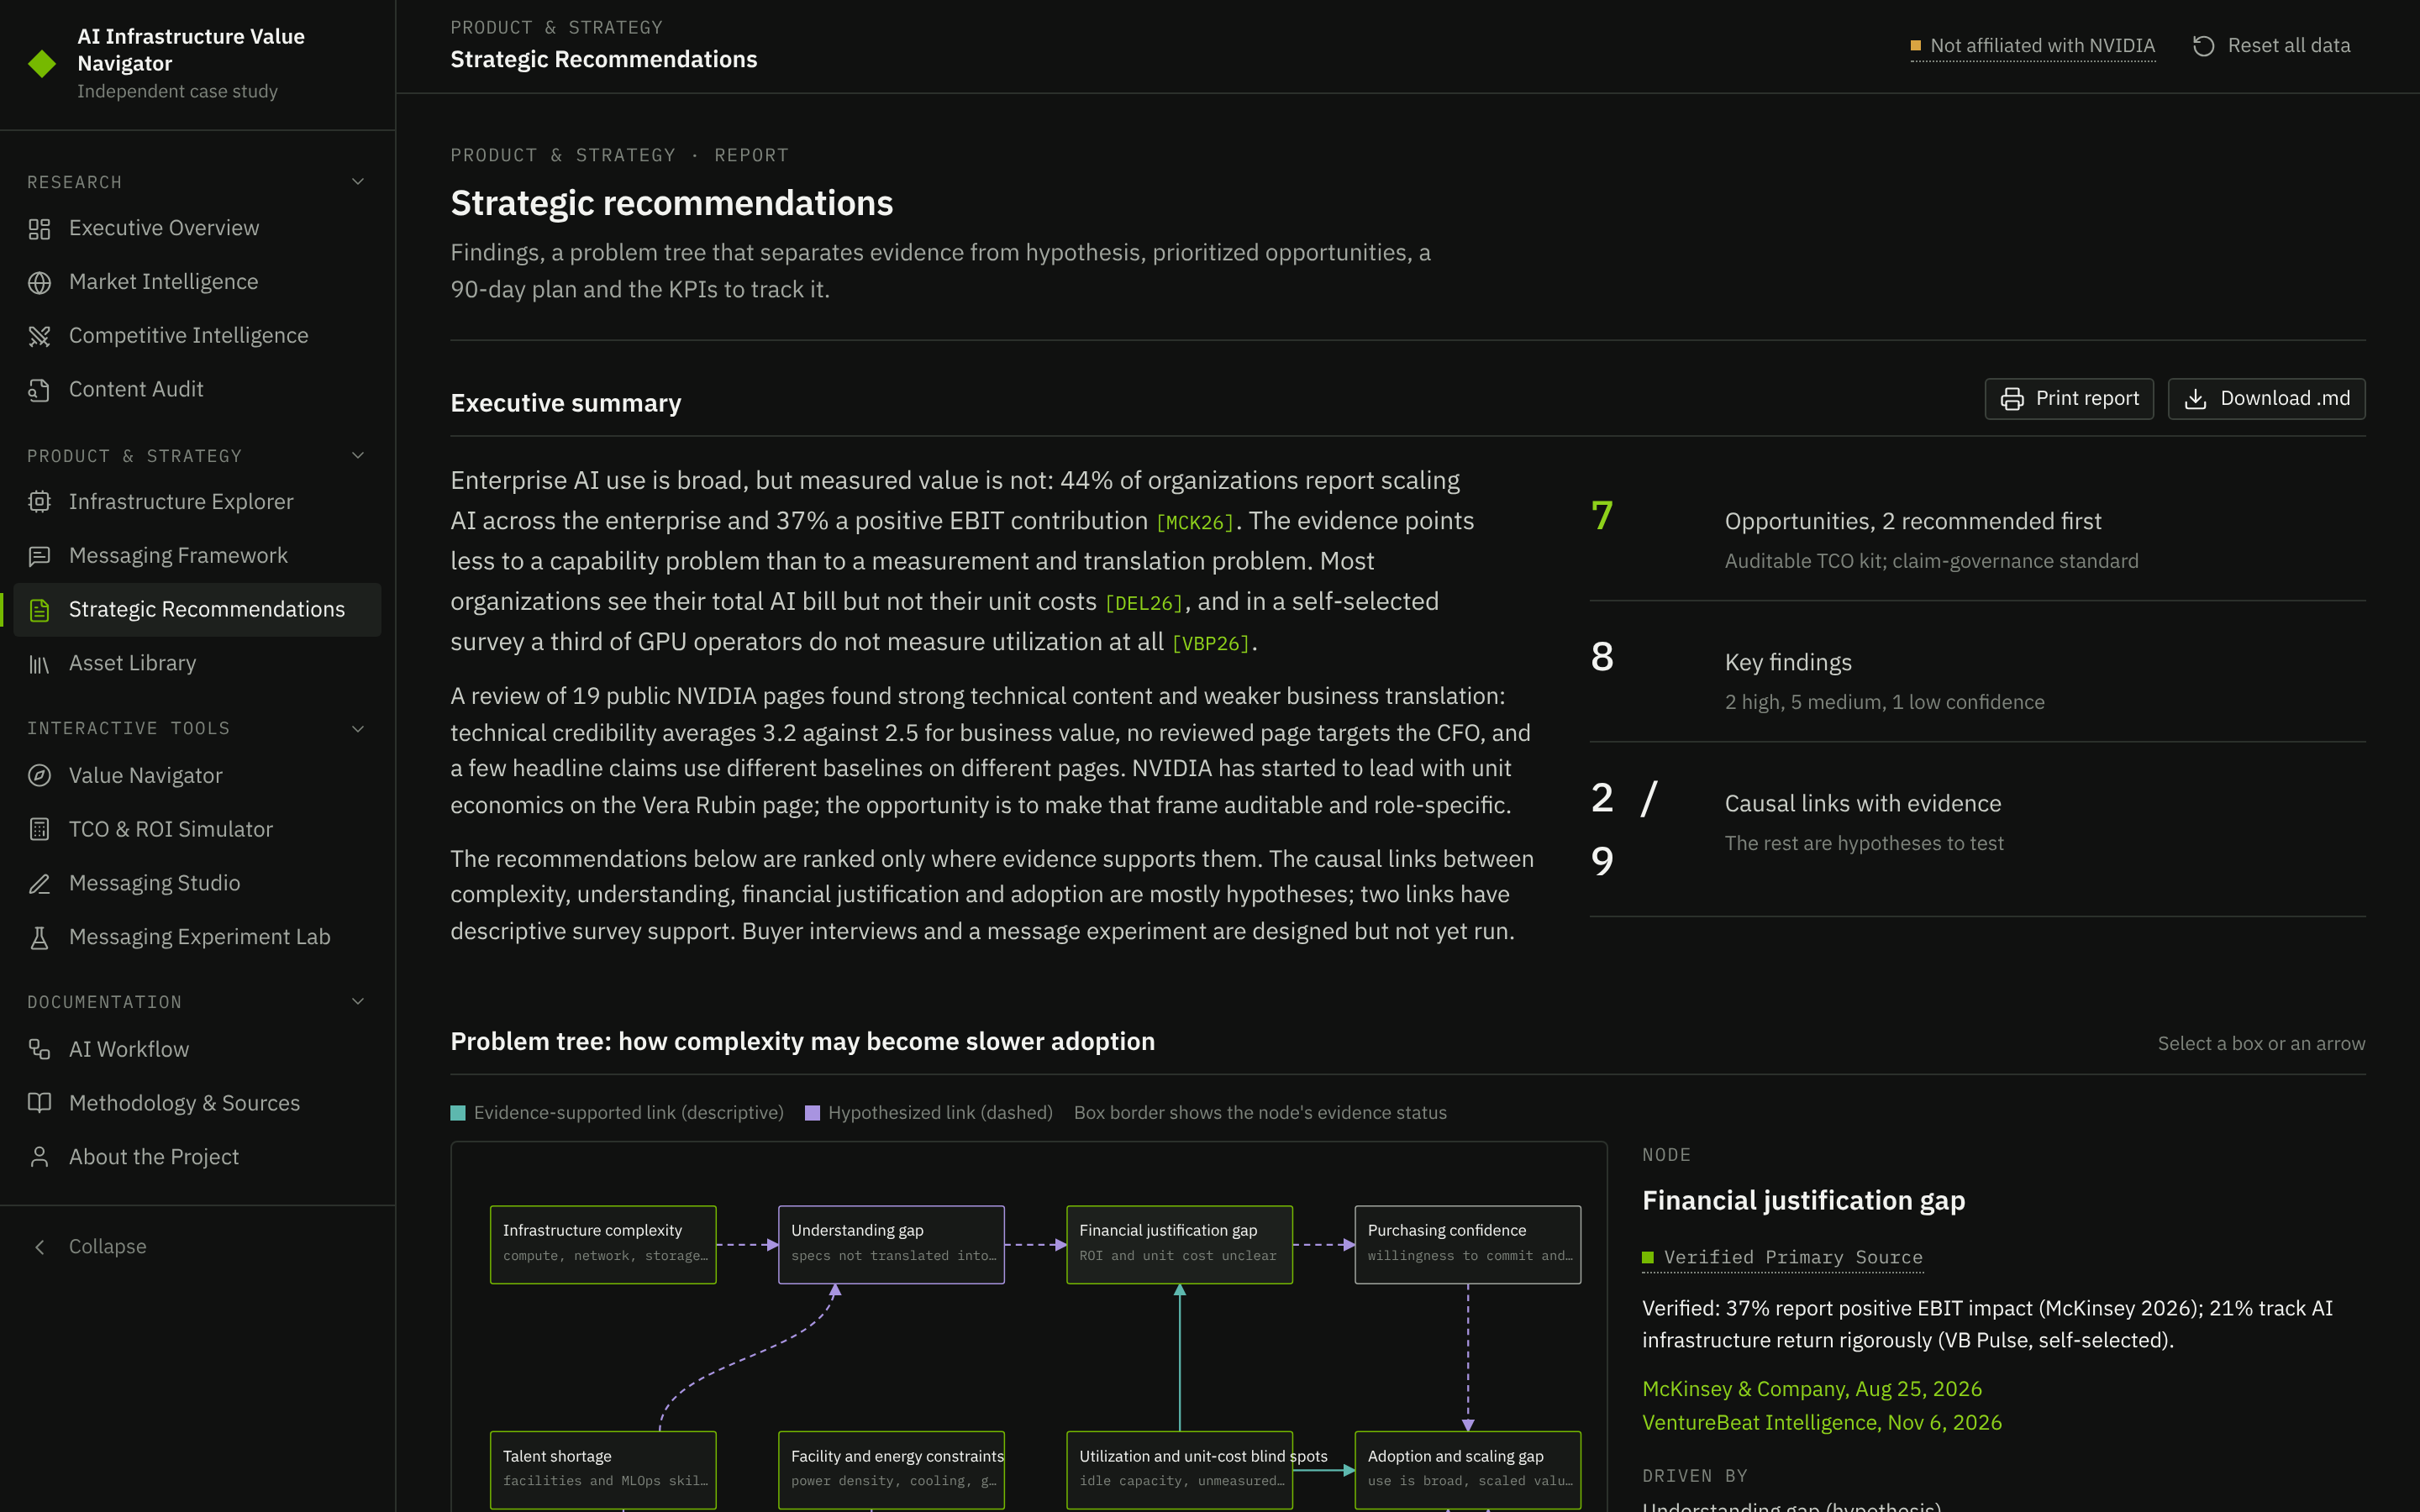 AI Infrastructure Value
Navigator
Independent case study
RESEARCH
Executive Overview
Market Intelligence
Competitive Intelligence
Content Audit
PRODUCT & STRATEGY
Infrastructure Explorer
Messaging Framework
Strategic Recommendations
Asset Library
INTERACTIVE TOOLS
Value Navigator
TCO & ROI Simulator
Messaging Studio
Messaging Experiment Lab
DOCUMENTATION
AI Workflow
Methodology & Sources
About the Project
Collapse
PRODUCT & STRATEGY
Strategic Recommendations
Not affiliated with NVIDIA
Reset all data
PRODUCT & STRATEGY · REPORT
Strategic recommendations
Findings, a problem tree that separates evidence from hypothesis, prioritized opportunities, a
90-day plan and the KPIs to track it.
Executive summary
Print report
Download .md
Enterprise AI use is broad, but measured value is not: 44% of organizations report scaling
AI across the enterprise and 37% a positive EBIT contribution [MCK26]. The evidence points
less to a capability problem than to a measurement and translation problem. Most
organizations see their total AI bill but not their unit costs [DEL26], and in a self-selected
survey a third of GPU operators do not measure utilization at all [VBP26].
A review of 19 public NVIDIA pages found strong technical content and weaker business translation:
technical credibility averages 3.2 against 2.5 for business value, no reviewed page targets the CFO, and
a few headline claims use different baselines on different pages. NVIDIA has started to lead with unit
economics on the Vera Rubin page; the opportunity is to make that frame auditable and role-specific.
The recommendations below are ranked only where evidence supports them. The causal links between
complexity, understanding, financial justification and adoption are mostly hypotheses; two links have
descriptive survey support. Buyer interviews and a message experiment are designed but not yet run.
7
Opportunities, 2 recommended first
Auditable TCO kit; claim-governance standard
8
Key findings
2 high, 5 medium, 1 low confidence
2 /
9
Causal links with evidence
The rest are hypotheses to test
Problem tree: how complexity may become slower adoption
Select a box or an arrow
Evidence-supported link (descriptive)
Hypothesized link (dashed)
Box border shows the node's evidence status
Infrastructure complexity
compute, network, storage…
Understanding gap
specs not translated into…
Financial justification gap
ROI and unit cost unclear
Purchasing confidence
willingness to commit and…
Talent shortage
facilities and MLOps skil…
Facility and energy constraints
power density, cooling, g…
Utilization and unit-cost blind spots
idle capacity, unmeasured…
Adoption and scaling gap
use is broad, scaled valu…
NODE
Financial justification gap
Verified Primary Source
Verified: 37% report positive EBIT impact (McKinsey 2026); 21% track AI
infrastructure return rigorously (VB Pulse, self-selected).
McKinsey & Company, Aug 25, 2026
VentureBeat Intelligence, Nov 6, 2026
DRIVEN BY
Understanding gap (hypothesis)